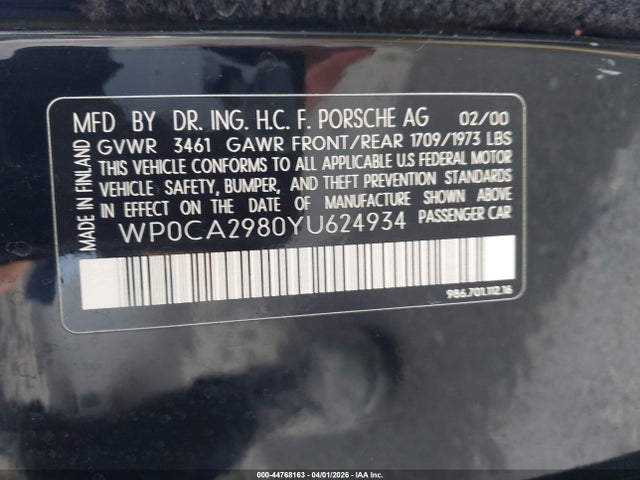 MFD BY DR. ING. H.C. F. PORSCHE AG 02/00
GVWR 3461 GAWR FRONT/REAR 1709/1973 LBS
THIS VEHICLE CONFORMS TO ALL APPLICABLE U.S FEDERAL MOTOR
VEHICLE SAFETY, BUMPER, AND THEFT PREVENTION STANDARDS
IN EFFECT ON THE DATE OF MANUFACTURE SHOWN ABOVE
WP0CA2980YU624934 PASSENGER CAR
MADE IN FINLAND
986.701.112.16
000-44768163 - 04/01/2026 - IAA Inc.